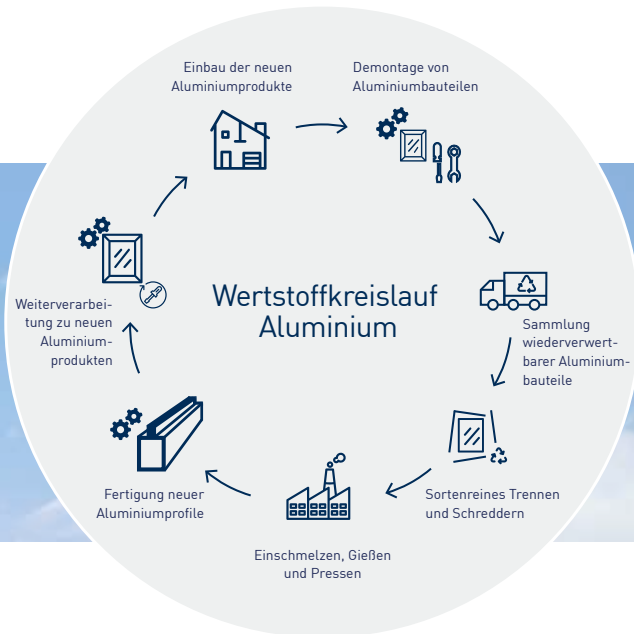 Wertstoffkreislauf
Aluminium
Einbau der neuen
Aluminiumprodukte
Demontage von
Aluminiumbauteilen
Sammlung
wiederverwert-
barer Aluminium-
bauteile
Sortenreines Trennen
und Schreddern
Einschmelzen, Gießen
und Pressen
Fertigung neuer
Aluminiumprofile
Weiterverarbei-
tung zu neuen
Aluminium-
produkten